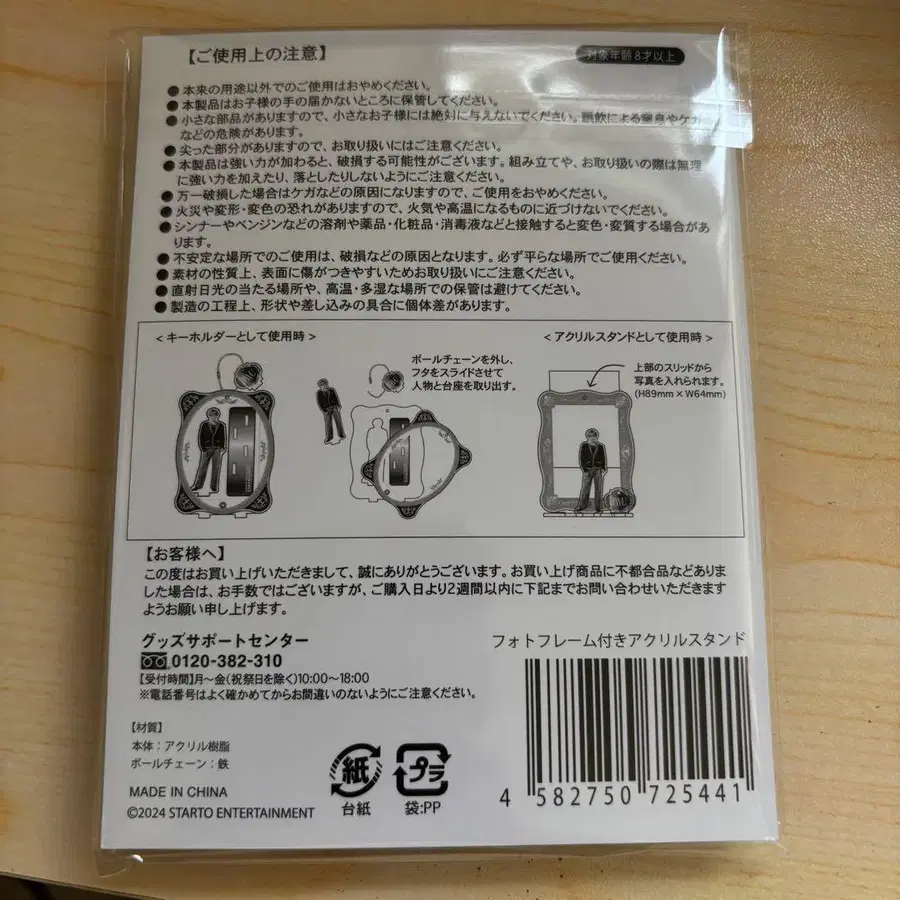 【ご使用上の注意】
対象年齢8才以上
●本来の用途以外でのご使用はおやめください。
●本製品はお子様の手の届かないところに保管してください。
●小さな部品がありますので、小さなお子様には絶対に与えないでください。誤飲による窒息やケガ
などの危険があります。
●尖った部分がありますので、お取り扱いにはご注意ください。
●本製品は強い力が加わると、破損する可能性がございます。組み立てや、お取り扱いの際は無理
に強い力を加えたり、落としたりしないようにご注意ください。
●万一破損した場合はケガなどの原因になりますので、ご使用をおやめください。
●火災や変形・変色の恐れがありますので、火気や高温になるものに近づけないでください。
●シンナーやベンジンなどの溶剤や薬品・化粧品・消毒液などと接触すると変色・変質する場合があ
ります。
●不安定な場所でのご使用は、破損などの原因となります。必ず平らな場所でご使用ください。
●素材の性質上、表面に傷がつきやすいためお取り扱いにご注意ください。
●直射日光の当たる場所や、高温・多湿な場所での保管は避けてください。
●製造の工程上、形状や差し込みの具合に個体差があります。
<キーホルダーとして使用時>
ボールチェーンを外し、
フタをスライドさせて
人物と台座を取り出す。
<アクリルスタンドとして使用時>
上部のスリッドから
写真を入れられます。
(H89mm×W64mm)
【お客様へ】
この度はお買い上げいただきまして、誠にありがとうございます。お買い上げ商品に不都合品などありま
した場合は、お手数ではございますが、ご購入日より2週間以内に下記までお問い合わせいただきます
ようお願い申し上げます。
グッズサポートセンター
0120-382-310
【受付時間】月〜金(祝祭日を除く)10:00〜18:00
※電話番号はよく確かめてからお間違いのないようにご注意ください。
フォトフレーム付きアクリルスタンド
【材質】
本体：アクリル樹脂
ボールチェーン：鉄
MADE IN CHINA
©2024 STARTO ENTERTAINMENT
紙
台紙
プラ
袋:PP
4 582750 725441